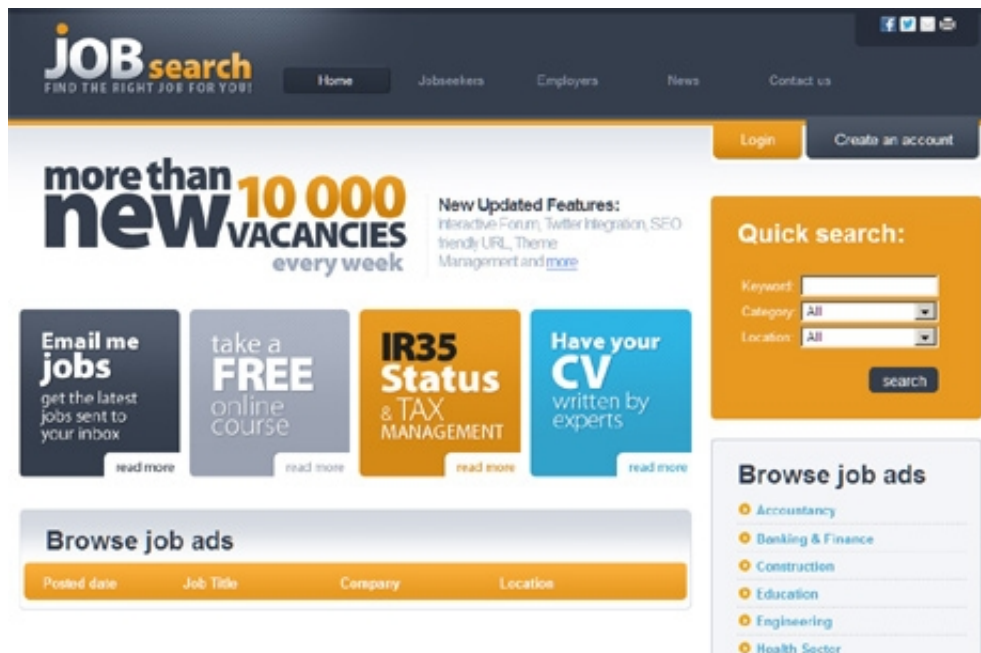 JOB search
FIND THE RIGHT JOB FOR YOU!
Home Jobseekers Employers News Contact us
Login Create an account
more than
new 10 000
VACANCIES
every week
New Updated Features:
Interactive Forum, Twitter Integration, SEO
friendly URL, Theme
Management and more
Quick search:
Keyword:
Category: All
Location: All
search
Email me
jobs
get the latest
jobs sent to
your inbox
read more
take a
FREE
online
course
read more
IR35
Status
& TAX
MANAGEMENT
read more
Have your
CV
written by
experts
read more
Browse job ads
Posted date Job Title Company Location
Browse job ads
Accountancy
Banking & Finance
Construction
Education
Engineering
Health Sector